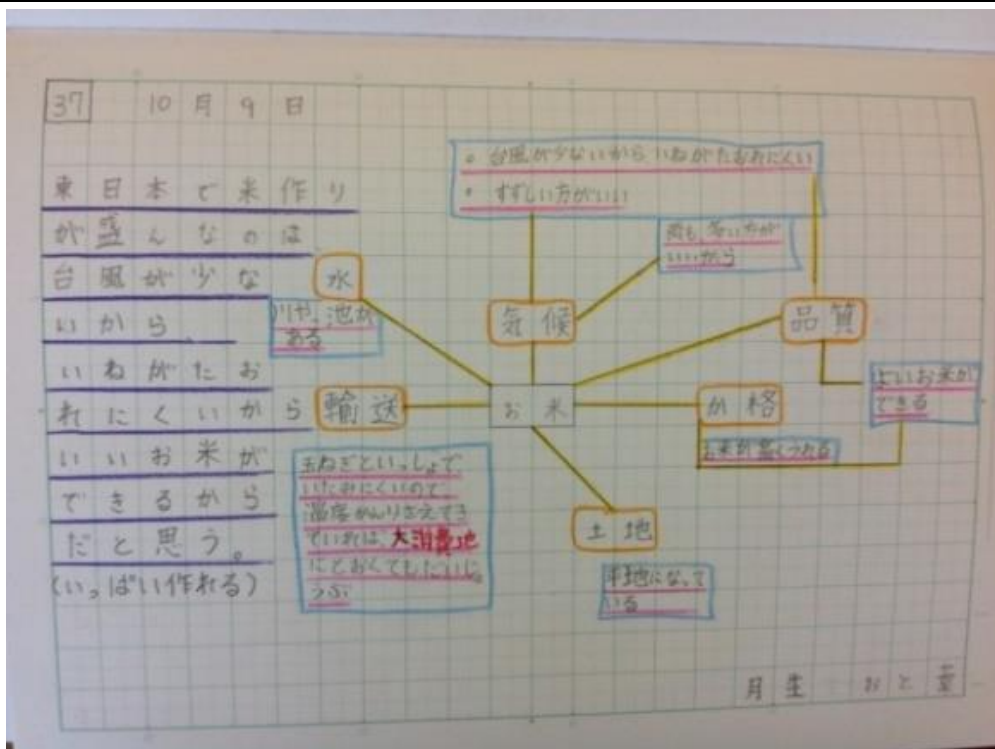 37 10月9日
東日本で米作り
が盛んなのは
台風が少な
いから、
いねがたお
れにくいから
いいお米が
できるから
だと思う。
(いっぱい作れる)
・台風が少ないからいねがたおれにくい
・すずしい方がいい
雨も、多い方が
いいから
水
川や、池が
ある
気候
品質
よいお米が
できる
輸送
お米
か格
お米が高くうれる
玉ねぎといっしょで、
いたみにくいので、
温度かんりさえでき
ていれば、大消費地
にとおくてもだいじょ
うぶ
土地
平地になって
いる